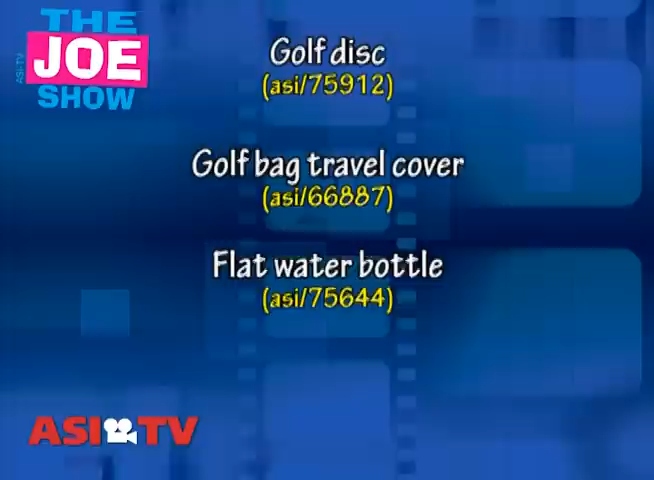 THE
JOE
SHOW
ASI-TV
Golf disc
(asi/75912)
Golf bag travel cover
(asi/66887)
Flat water bottle
(asi/75644)
ASI TV